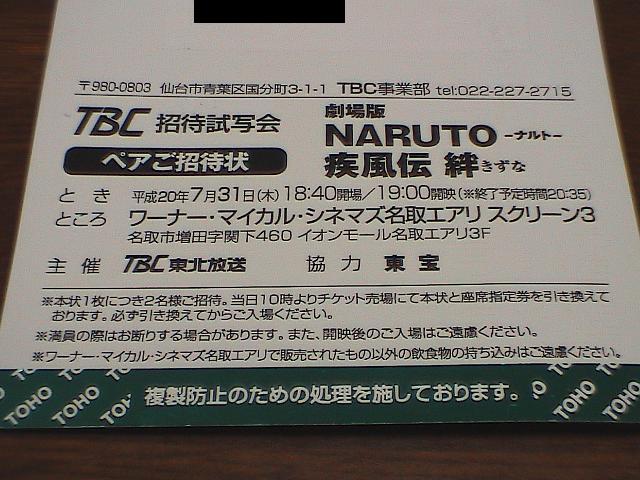 〒980-0803 仙台市青葉区国分町3-1-1 TBC事業部 tel:022-227-2715
TBC 招待試写会
ペアご招待状
劇場版
NARUTO -ナルト-
疾風伝 絆きずな
とき 平成20年7月31日(木)18:40開場/19:00開映(※終了予定時間20:35)
ところ ワーナー・マイカル・シネマズ名取エアリ スクリーン3
名取市増田字関下460 イオンモール名取エアリ3F
主催 TBC東北放送 協力 東宝
※本状1枚につき2名様ご招待。当日10時よりチケット売場にて本状と座席指定券を引き換えて
おります。必ず引き換えてからご入場ください。
※満員の際はお断りする場合があります。また、開映後のご入場はご遠慮ください。
※ワーナー・マイカル・シネマズ名取エアリで販売されたもの以外の飲食物の持ち込みはご遠慮ください。
複製防止のための処理を施しております。
TOHO TOHO TOHO TOHO TOHO